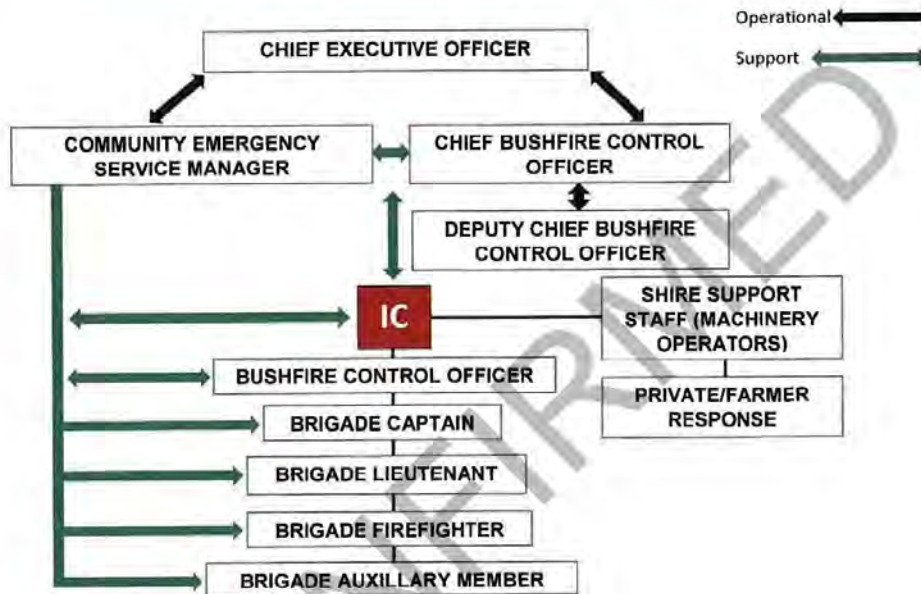 Operational
Support
CHIEF EXECUTIVE OFFICER
COMMUNITY EMERGENCY
SERVICE MANAGER
CHIEF BUSHFIRE CONTROL
OFFICER
DEPUTY CHIEF BUSHFIRE
CONTROL OFFICER
IC
SHIRE SUPPORT
STAFF (MACHINERY
OPERATORS)
PRIVATE/FARMER
RESPONSE
BUSHFIRE CONTROL OFFICER
BRIGADE CAPTAIN
BRIGADE LIEUTENANT
BRIGADE FIREFIGHTER
BRIGADE AUXILLARY MEMBER
NFIRMED